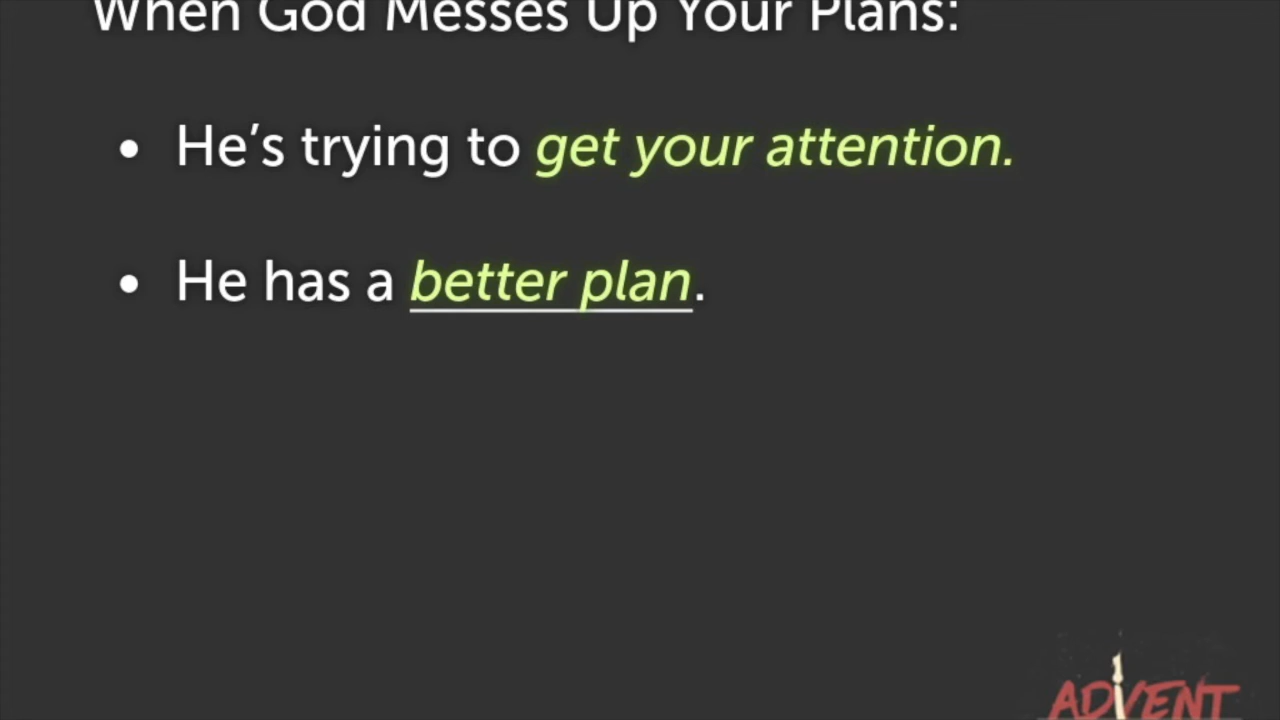 When God Messes Up Your Plans:
• He’s trying to get your attention.
• He has a better plan.
ADVENT